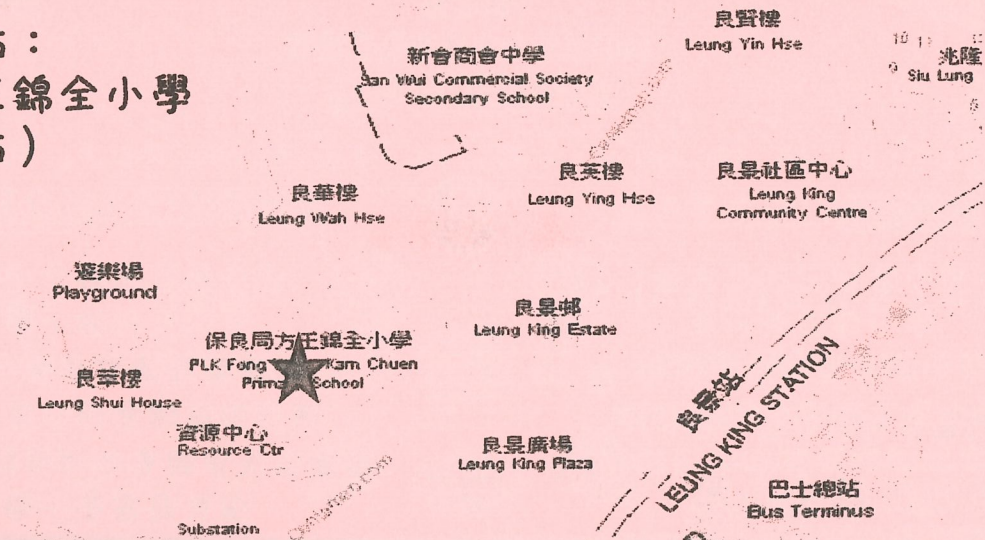 錦全小學
新會商會中學
San Wui Commercial Society
Secondary School
良賢樓
Leung Yin Hse
10 11
9
兆隆
Siu Lung
良華樓
Leung Wah Hse
良英樓
Leung Ying Hse
良景社區中心
Leung King
Community Centre
遊樂場
Playground
良景邨
Leung King Estate
保良局方王錦全小學
PLK Fong Kam Chuen
School
良萃樓
Leung Shui House
資源中心
Resource Ctr
良景廣場
Leung King Plaza
良景站
LEUNG KING STATION
巴士總站
Bus Terminus
Substation